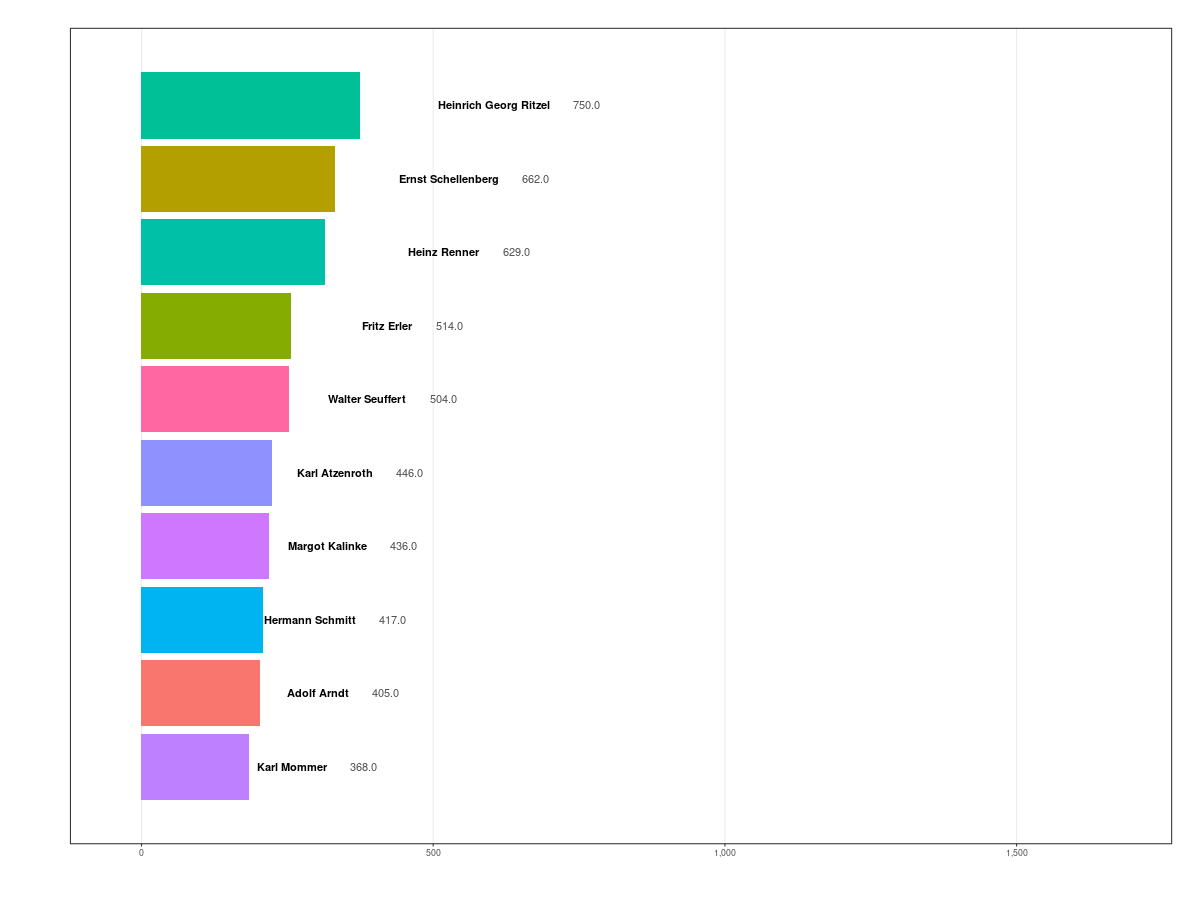 Heinrich Georg Ritzel 750.0
Ernst Schellenberg 662.0
Heinz Renner 629.0
Fritz Erler 514.0
Walter Seuffert 504.0
Karl Atzenroth 446.0
Margot Kalinke 436.0
Hermann Schmitt 417.0
Adolf Arndt 405.0
Karl Mommer 368.0
0 500 1,000 1,500